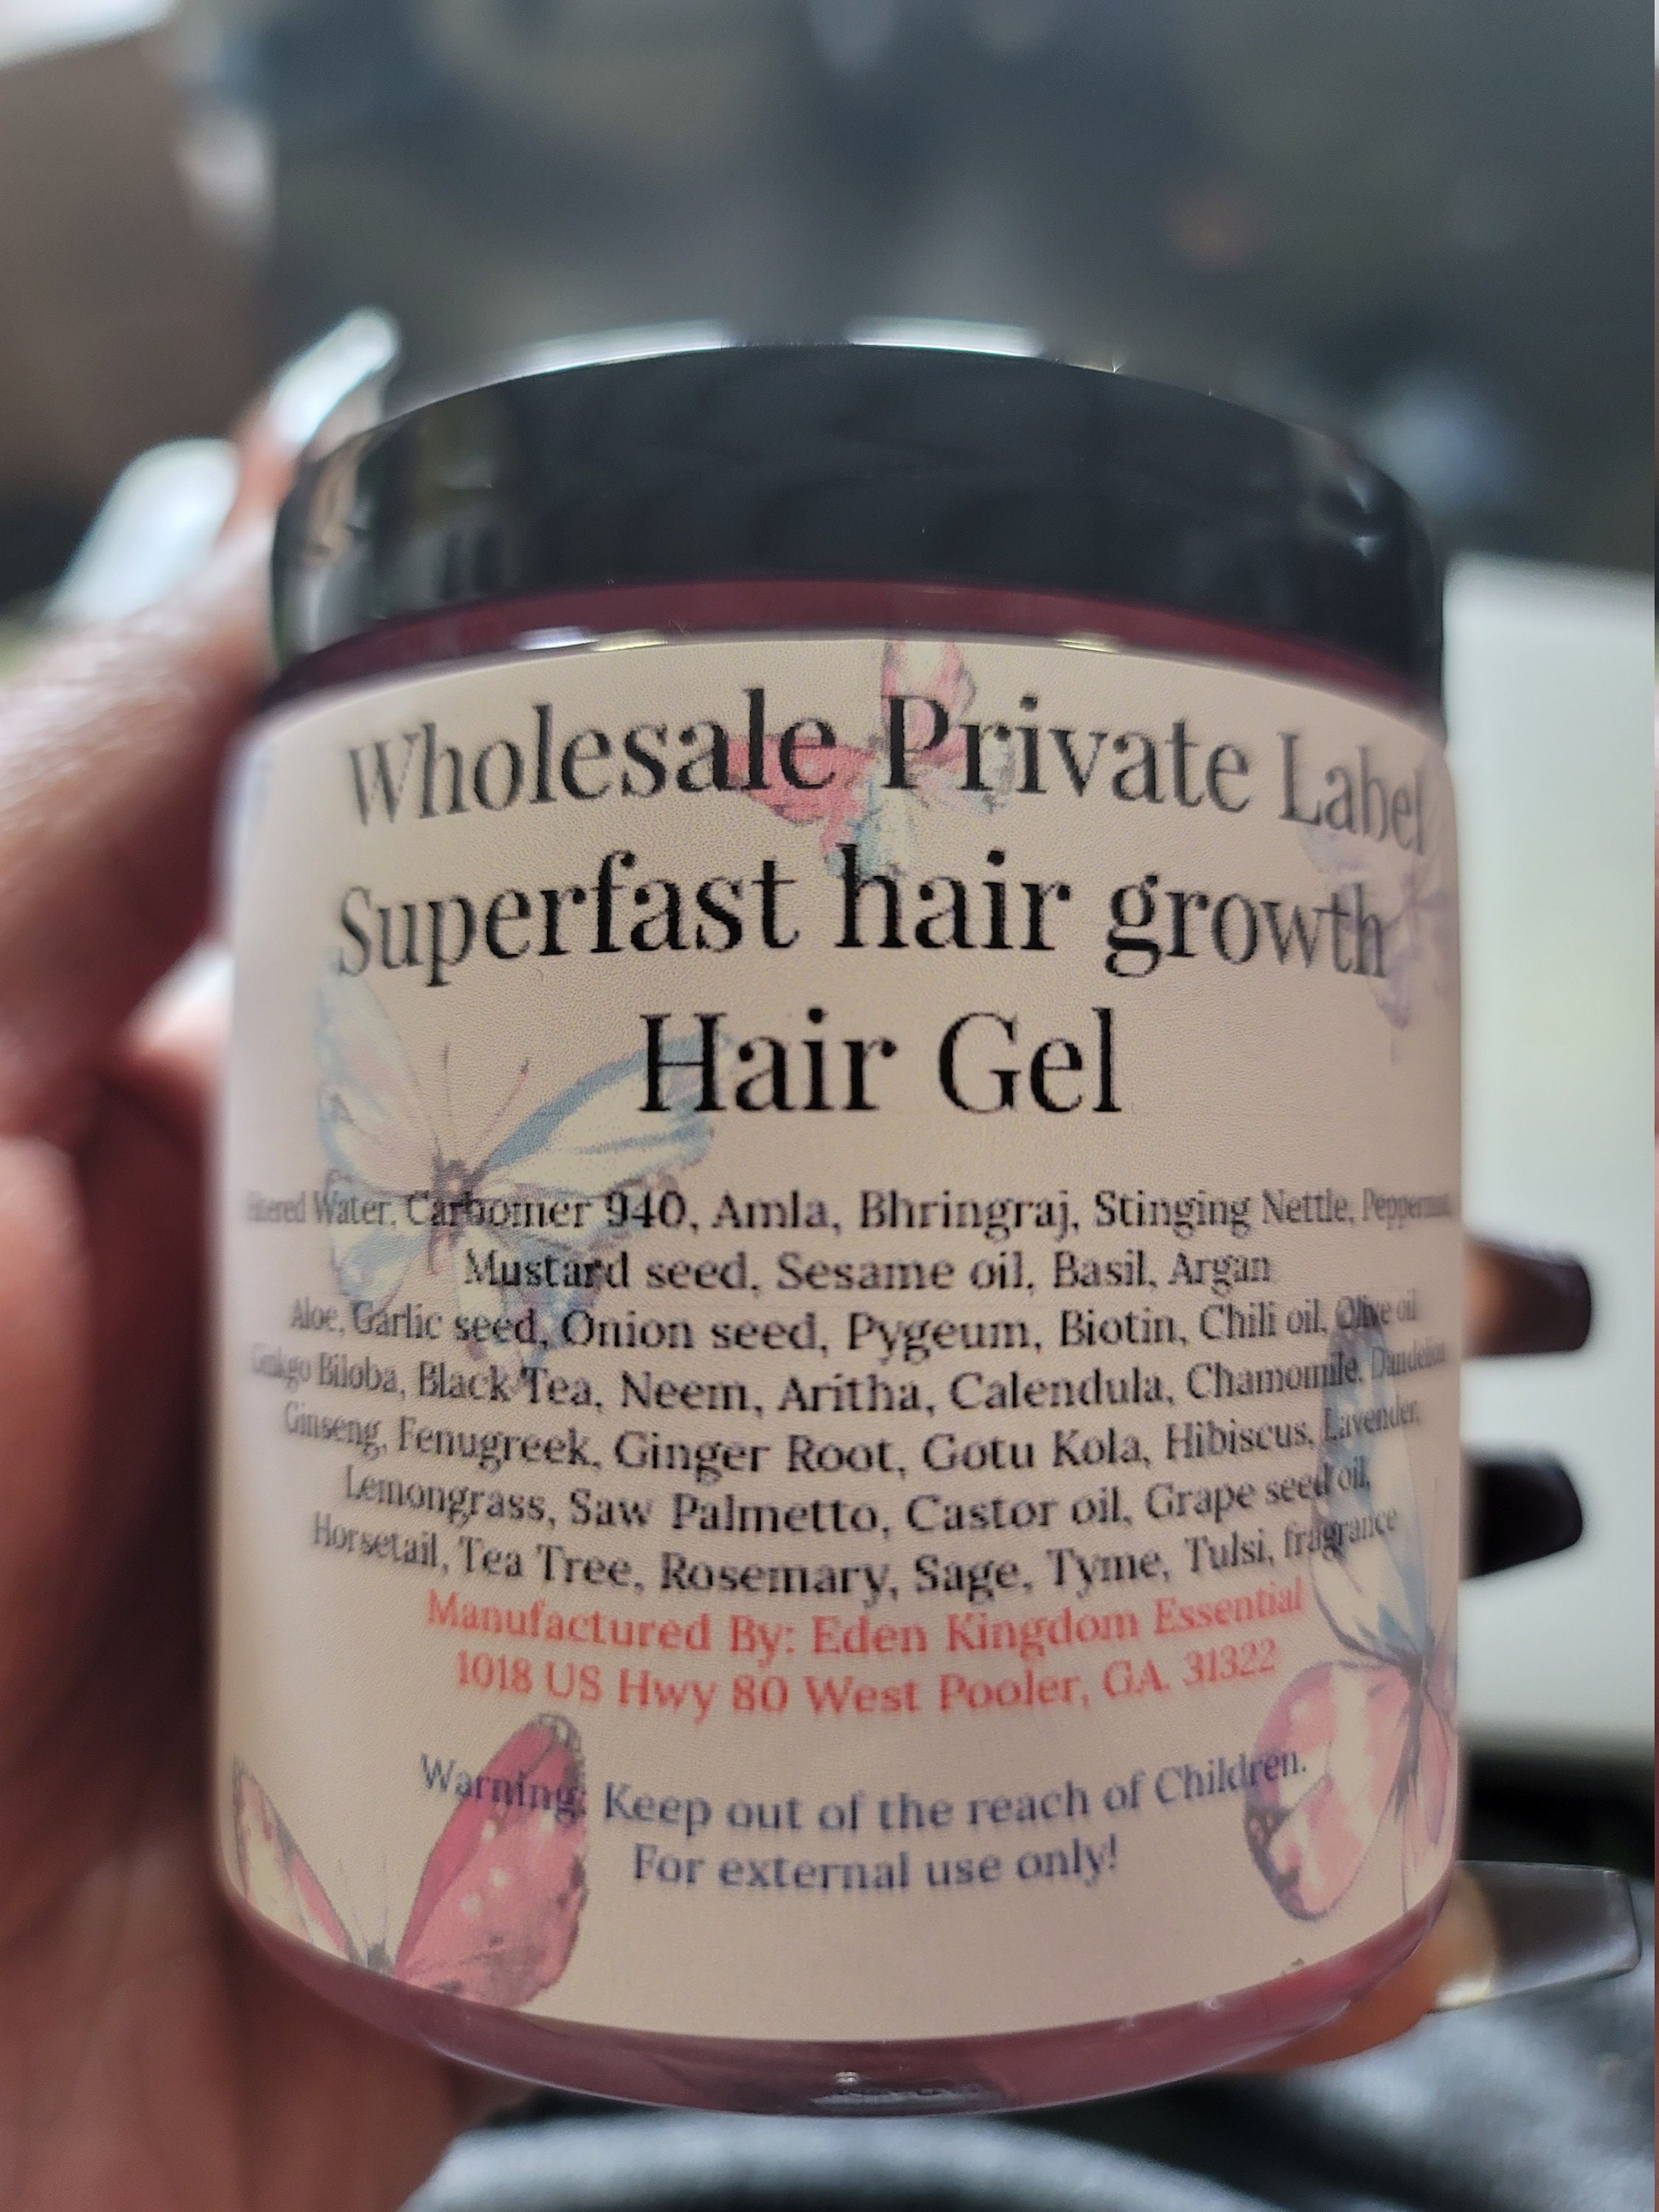 Wholesale Private Label
Superfast hair growth
Hair Gel
Water, Carbomer 940, Amla, Bhringraj, Stinging Nettle,
Mustard seed, Sesame oil, Basil, Argan
Aloe, Garlic seed, Onion seed, Pygeum, Biotin, Chili oil, Olive oil
Ginkgo Biloba, Black Tea, Neem, Aritha, Calendula, Chamomile, Dandelion
Ginseng, Fenugreek, Ginger Root, Gotu Kola, Hibiscus, Lavender,
Lemongrass, Saw Palmetto, Castor oil, Grape seed oil,
Horsetail, Tea Tree, Rosemary, Sage, Tyme, Tulsi, fragrance
Manufactured By: Eden Kingdom Essential
1018 US Hwy 80 West Pooler, GA. 31322
Warning: Keep out of the reach of Children.
For external use only!